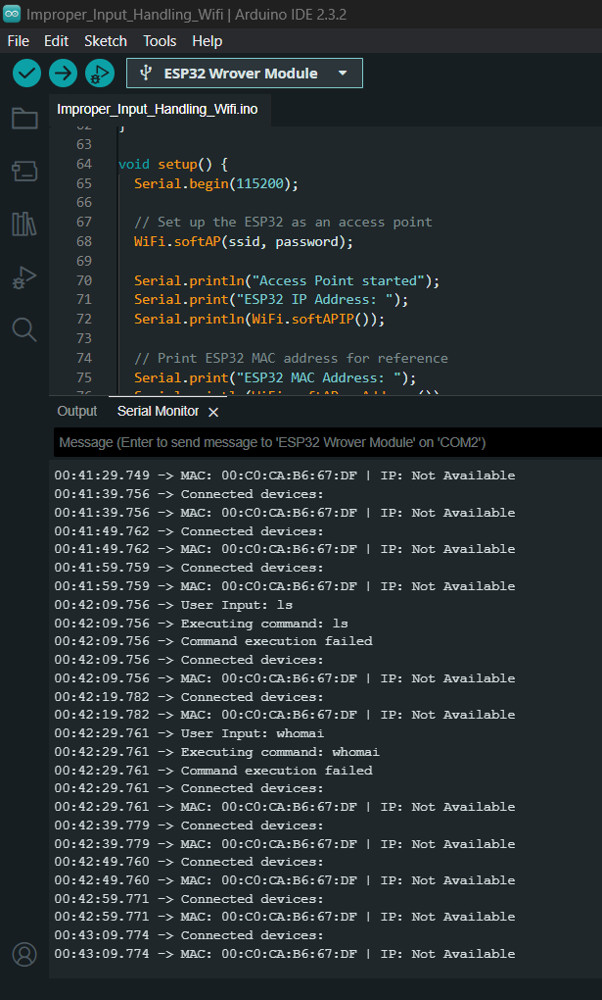 Improper_Input_Handling_Wifi | Arduino IDE 2.3.2
File Edit Sketch Tools Help
ESP32 Wrover Module
Improper_Input_Handling_Wifi.ino
62 }
63
64 void setup() {
65 Serial.begin(115200);
66
67 // Set up the ESP32 as an access point
68 WiFi.softAP(ssid, password);
69
70 Serial.println("Access Point started");
71 Serial.print("ESP32 IP Address: ");
72 Serial.println(WiFi.softAPIP());
73
74 // Print ESP32 MAC address for reference
75 Serial.print("ESP32 MAC Address: ");
Output Serial Monitor
Message (Enter to send message to 'ESP32 Wrover Module' on 'COM2')
00:41:29.749 -> MAC: 00:C0:CA:B6:67:DF | IP: Not Available
00:41:39.756 -> Connected devices:
00:41:39.756 -> MAC: 00:C0:CA:B6:67:DF | IP: Not Available
00:41:49.762 -> Connected devices:
00:41:49.762 -> MAC: 00:C0:CA:B6:67:DF | IP: Not Available
00:41:59.759 -> Connected devices:
00:41:59.759 -> MAC: 00:C0:CA:B6:67:DF | IP: Not Available
00:42:09.756 -> User Input: ls
00:42:09.756 -> Executing command: ls
00:42:09.756 -> Command execution failed
00:42:09.756 -> Connected devices:
00:42:09.756 -> MAC: 00:C0:CA:B6:67:DF | IP: Not Available
00:42:19.782 -> Connected devices:
00:42:19.782 -> MAC: 00:C0:CA:B6:67:DF | IP: Not Available
00:42:29.761 -> User Input: whomai
00:42:29.761 -> Executing command: whomai
00:42:29.761 -> Command execution failed
00:42:29.761 -> Connected devices:
00:42:29.761 -> MAC: 00:C0:CA:B6:67:DF | IP: Not Available
00:42:39.779 -> Connected devices:
00:42:39.779 -> MAC: 00:C0:CA:B6:67:DF | IP: Not Available
00:42:49.760 -> Connected devices:
00:42:49.760 -> MAC: 00:C0:CA:B6:67:DF | IP: Not Available
00:42:59.771 -> Connected devices:
00:42:59.771 -> MAC: 00:C0:CA:B6:67:DF | IP: Not Available
00:43:09.774 -> Connected devices:
00:43:09.774 -> MAC: 00:C0:CA:B6:67:DF | IP: Not Available